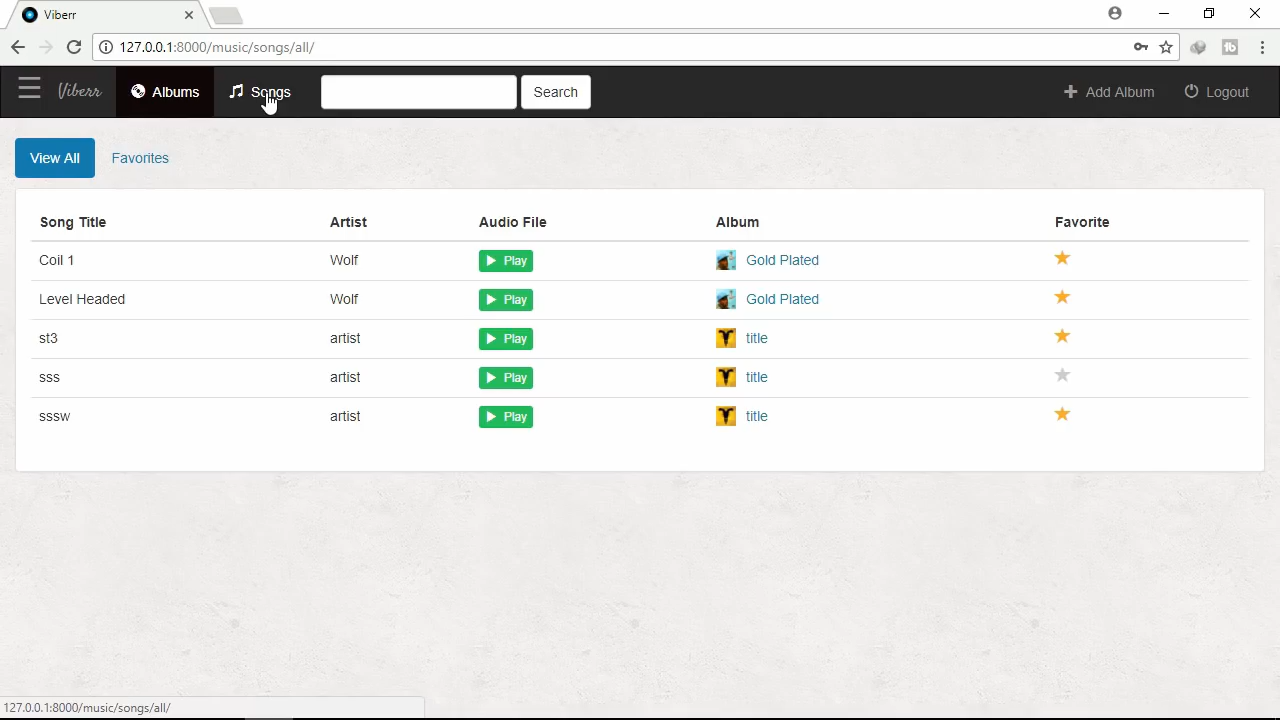 Viberr
127.0.0.1:8000/music/songs/all/
Viberr Albums Songs Search Add Album Logout
View All Favorites
Song Title Artist Audio File Album Favorite
Coil 1 Wolf Play Gold Plated
Level Headed Wolf Play Gold Plated
st3 artist Play title
sss artist Play title
sssw artist Play title
127.0.0.1:8000/music/songs/all/